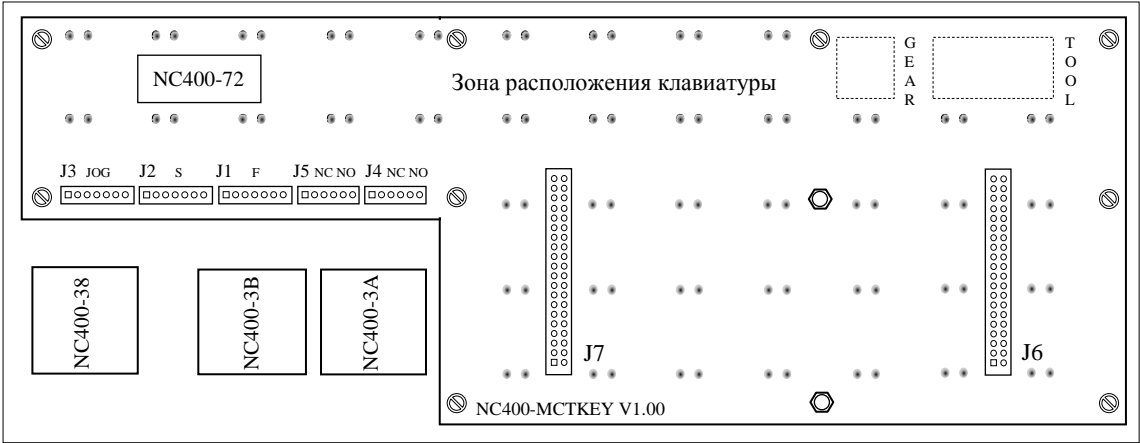 NC400-72
Зона расположения клавиатуры
GEAR
TOOL
J3 JOG
J2 S
J1 F
J5 NC NO
J4 NC NO
NC400-38
NC400-3B
NC400-3A
J7
J6
NC400-MCTKEY V1.00